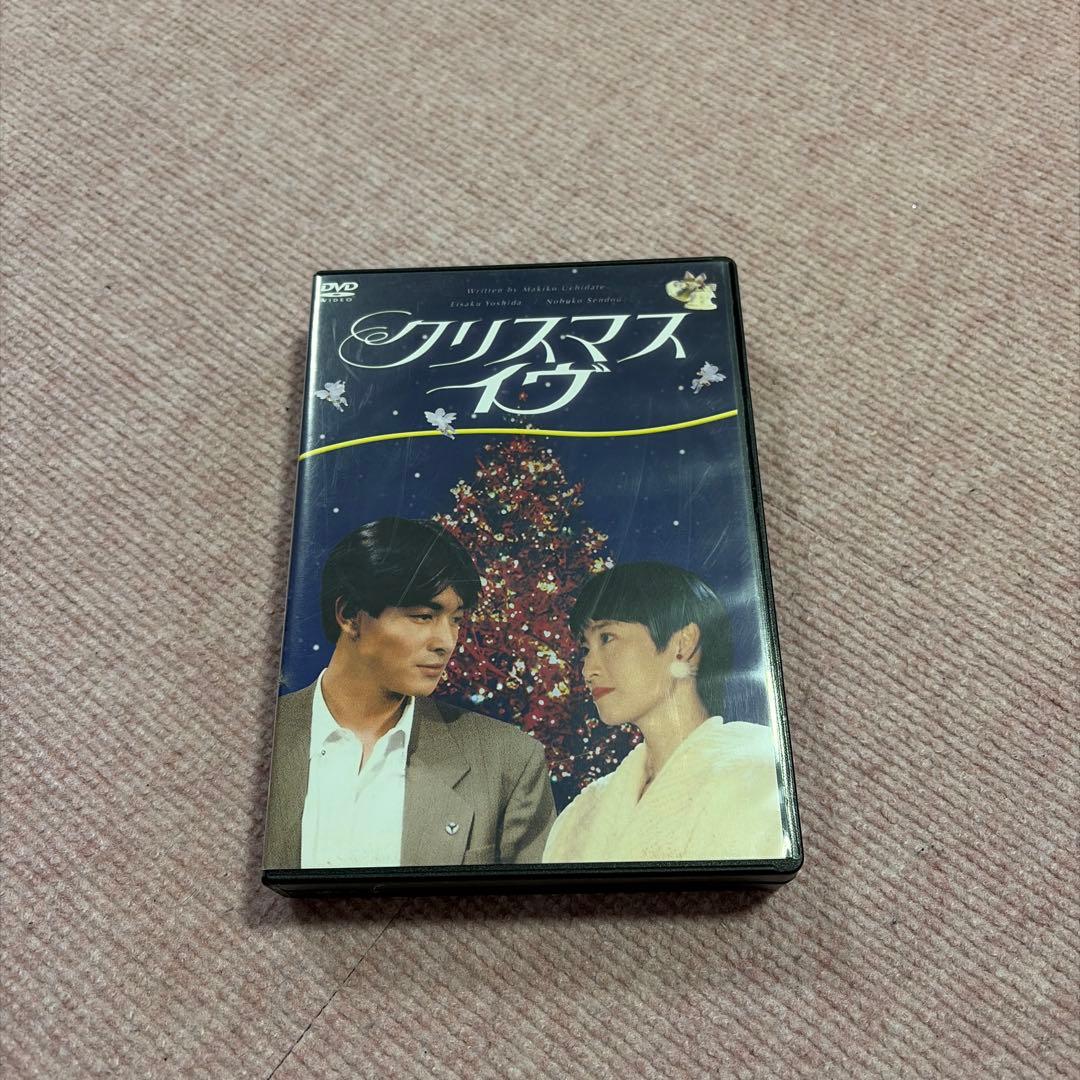 DVD
VIDEO
Written by Makiko Uchidate
Eisaku Yoshida Nobuko Sendou
クリスマス
イヴ